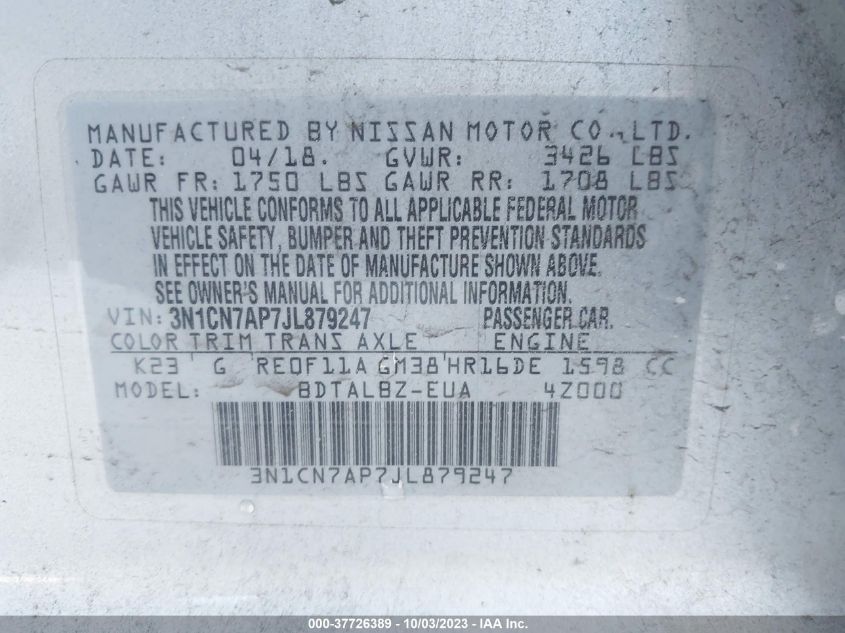 MANUFACTURED BY NISSAN MOTOR CO., LTD.
DATE: 04/18. GVWR: 3426 LBS
GAWR FR: 1750 LBS GAWR RR: 1708 LBS
THIS VEHICLE CONFORMS TO ALL APPLICABLE FEDERAL MOTOR
VEHICLE SAFETY, BUMPER AND THEFT PREVENTION STANDARDS
IN EFFECT ON THE DATE OF MANUFACTURE SHOWN ABOVE.
SEE OWNER'S MANUAL FOR ADDITIONAL INFORMATION.
VIN: 3N1CN7AP7JL879247 PASSENGER CAR.
COLOR TRIM TRANS AXLE ENGINE
K23 G RE0F11A GM38 HR16DE 1598 CC
MODEL: BDTALBZ-EUA 4Z000
3N1CN7AP7JL879247
000-37726389 - 10/03/2023 - IAA Inc.